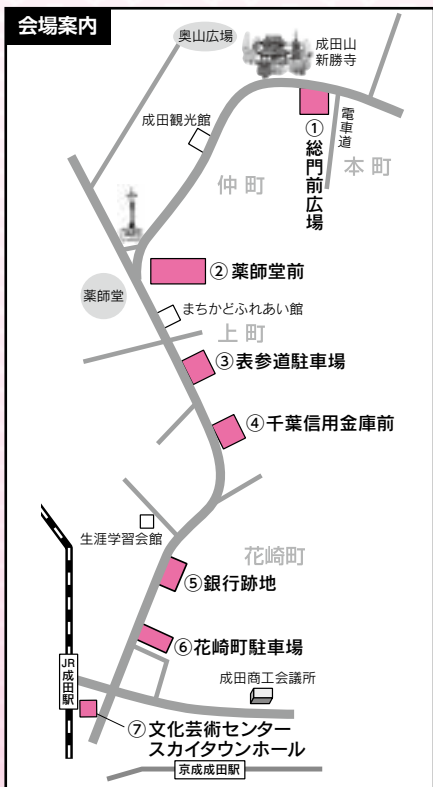 会場案内
奥山広場
成田山
新勝寺
成田観光館
電車道
①総門前広場
本町
仲町
②薬師堂前
薬師堂
まちかどふれあい館
上町
③表参道駐車場
④千葉信用金庫前
生涯学習会館
花崎町
⑤銀行跡地
⑥花崎町駐車場
成田商工会議所
JR成田駅
⑦文化芸術センター
スカイタウンホール
京成成田駅